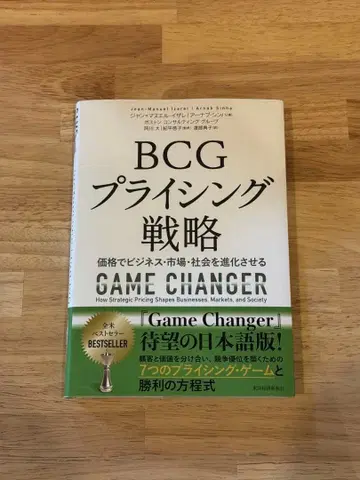 Jean-Manuel Izaret | Arnab Sinha
ジャン=マヌエル・イザレ | アーナブ・シンハ 著
ボストン コンサルティング グループ
BCG
プライシング
戦略
価格でビジネス・市場・社会を進化させる
GAME CHANGER
How Strategic Pricing Shapes Businesses, Markets, and Society
全米
ベストセラー
BESTSELLER
『Game Changer』
待望の日本語版!
顧客と価値を分け合い、競争優位を築くための
7つのプライシング・ゲームと
勝利の方程式